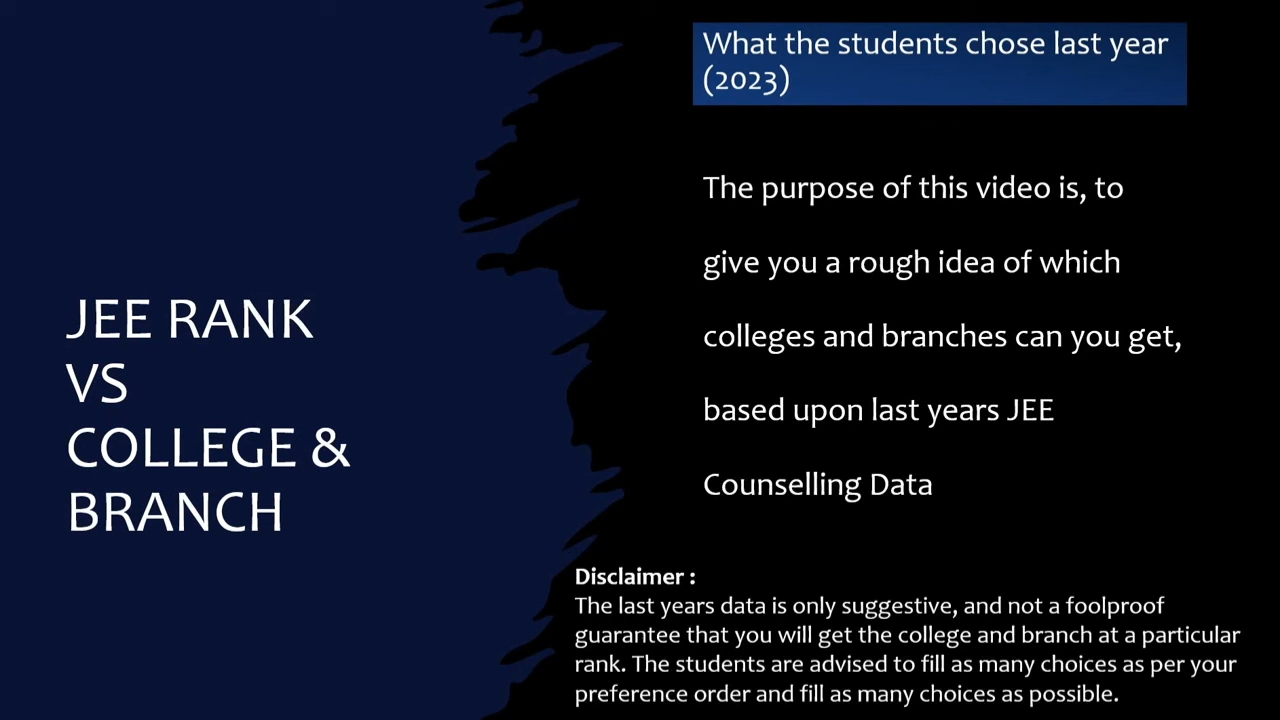 JEE RANK
VS
COLLEGE &
BRANCH
What the students chose last year
(2023)
The purpose of this video is, to
give you a rough idea of which
colleges and branches can you get,
based upon last years JEE
Counselling Data
Disclaimer :
The last years data is only suggestive, and not a foolproof
guarantee that you will get the college and branch at a particular
rank. The students are advised to fill as many choices as per your
preference order and fill as many choices as possible.